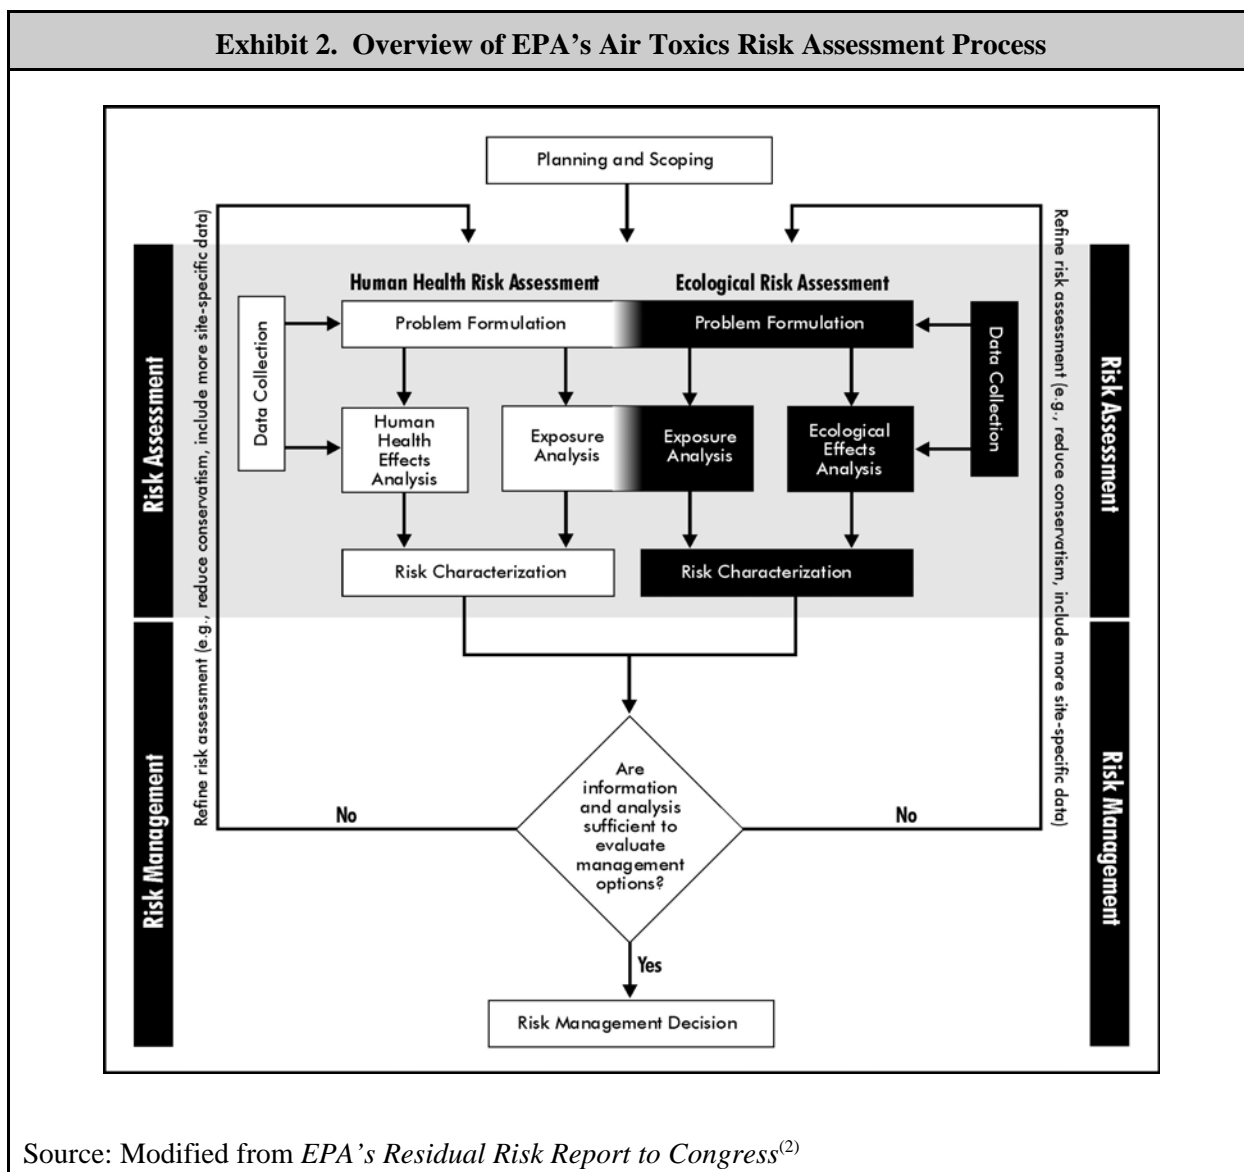 Exhibit 2.  Overview of EPA's Air Toxics Risk Assessment Process
Planning and Scoping
Refine risk assessment (e.g., reduce conservatism, include more site-specific data)
Refine risk assessment (e.g., reduce conservatism, include more site-specific data)
Risk Assessment
Risk Assessment
Human Health Risk Assessment
Ecological Risk Assessment
Data Collection
Problem Formulation
Problem Formulation
Data Collection
Human
Health
Effects
Analysis
Exposure
Analysis
Exposure
Analysis
Ecological
Effects
Analysis
Risk Characterization
Risk Characterization
Risk Management
Risk Management
Are
information
and analysis
sufficient to
evaluate
management
options?
No
No
Yes
Risk Management Decision
Source: Modified from EPA's Residual Risk Report to Congress(2)